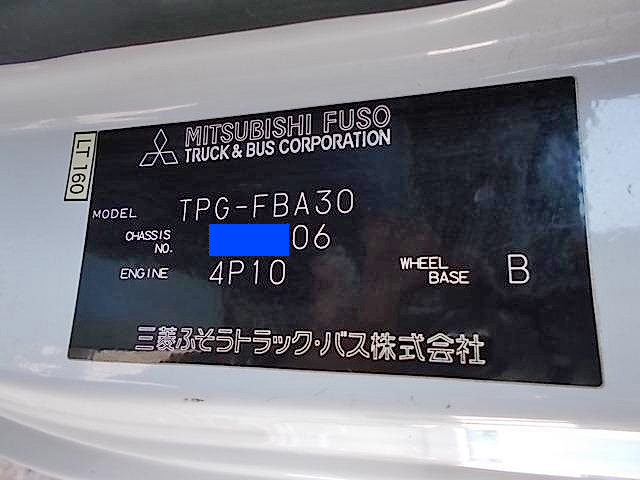 MITSUBISHI FUSO
TRUCK & BUS CORPORATION
LT 160
MODEL TPG-FBA30
CHASSIS NO. 06
ENGINE 4P10
WHEEL BASE B
三菱ふそうトラック・バス株式会社